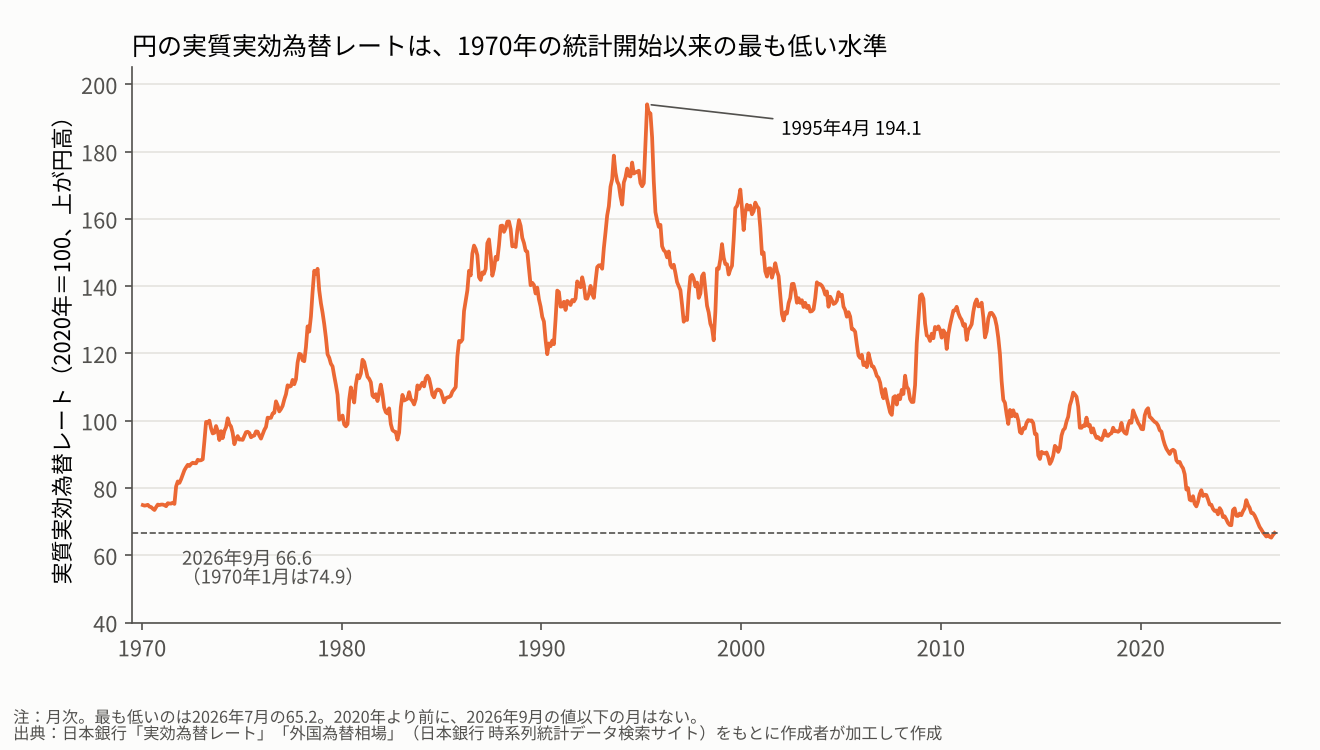 円の実質実効為替レートは、1970年の統計開始以来の最も低い水準
実質実効為替レート（2020年＝100、上が円高）
200
180
160
140
120
100
80
60
40
1995年4月 194.1
2026年9月 66.6
（1970年1月は74.9）
1970
1980
1990
2000
2010
2020
注：月次。最も低いのは2026年7月の65.2。2020年より前に、2026年9月の値以下の月はない。
出典：日本銀行「実効為替レート」「外国為替相場」（日本銀行 時系列統計データ検索サイト）をもとに作成者が加工して作成